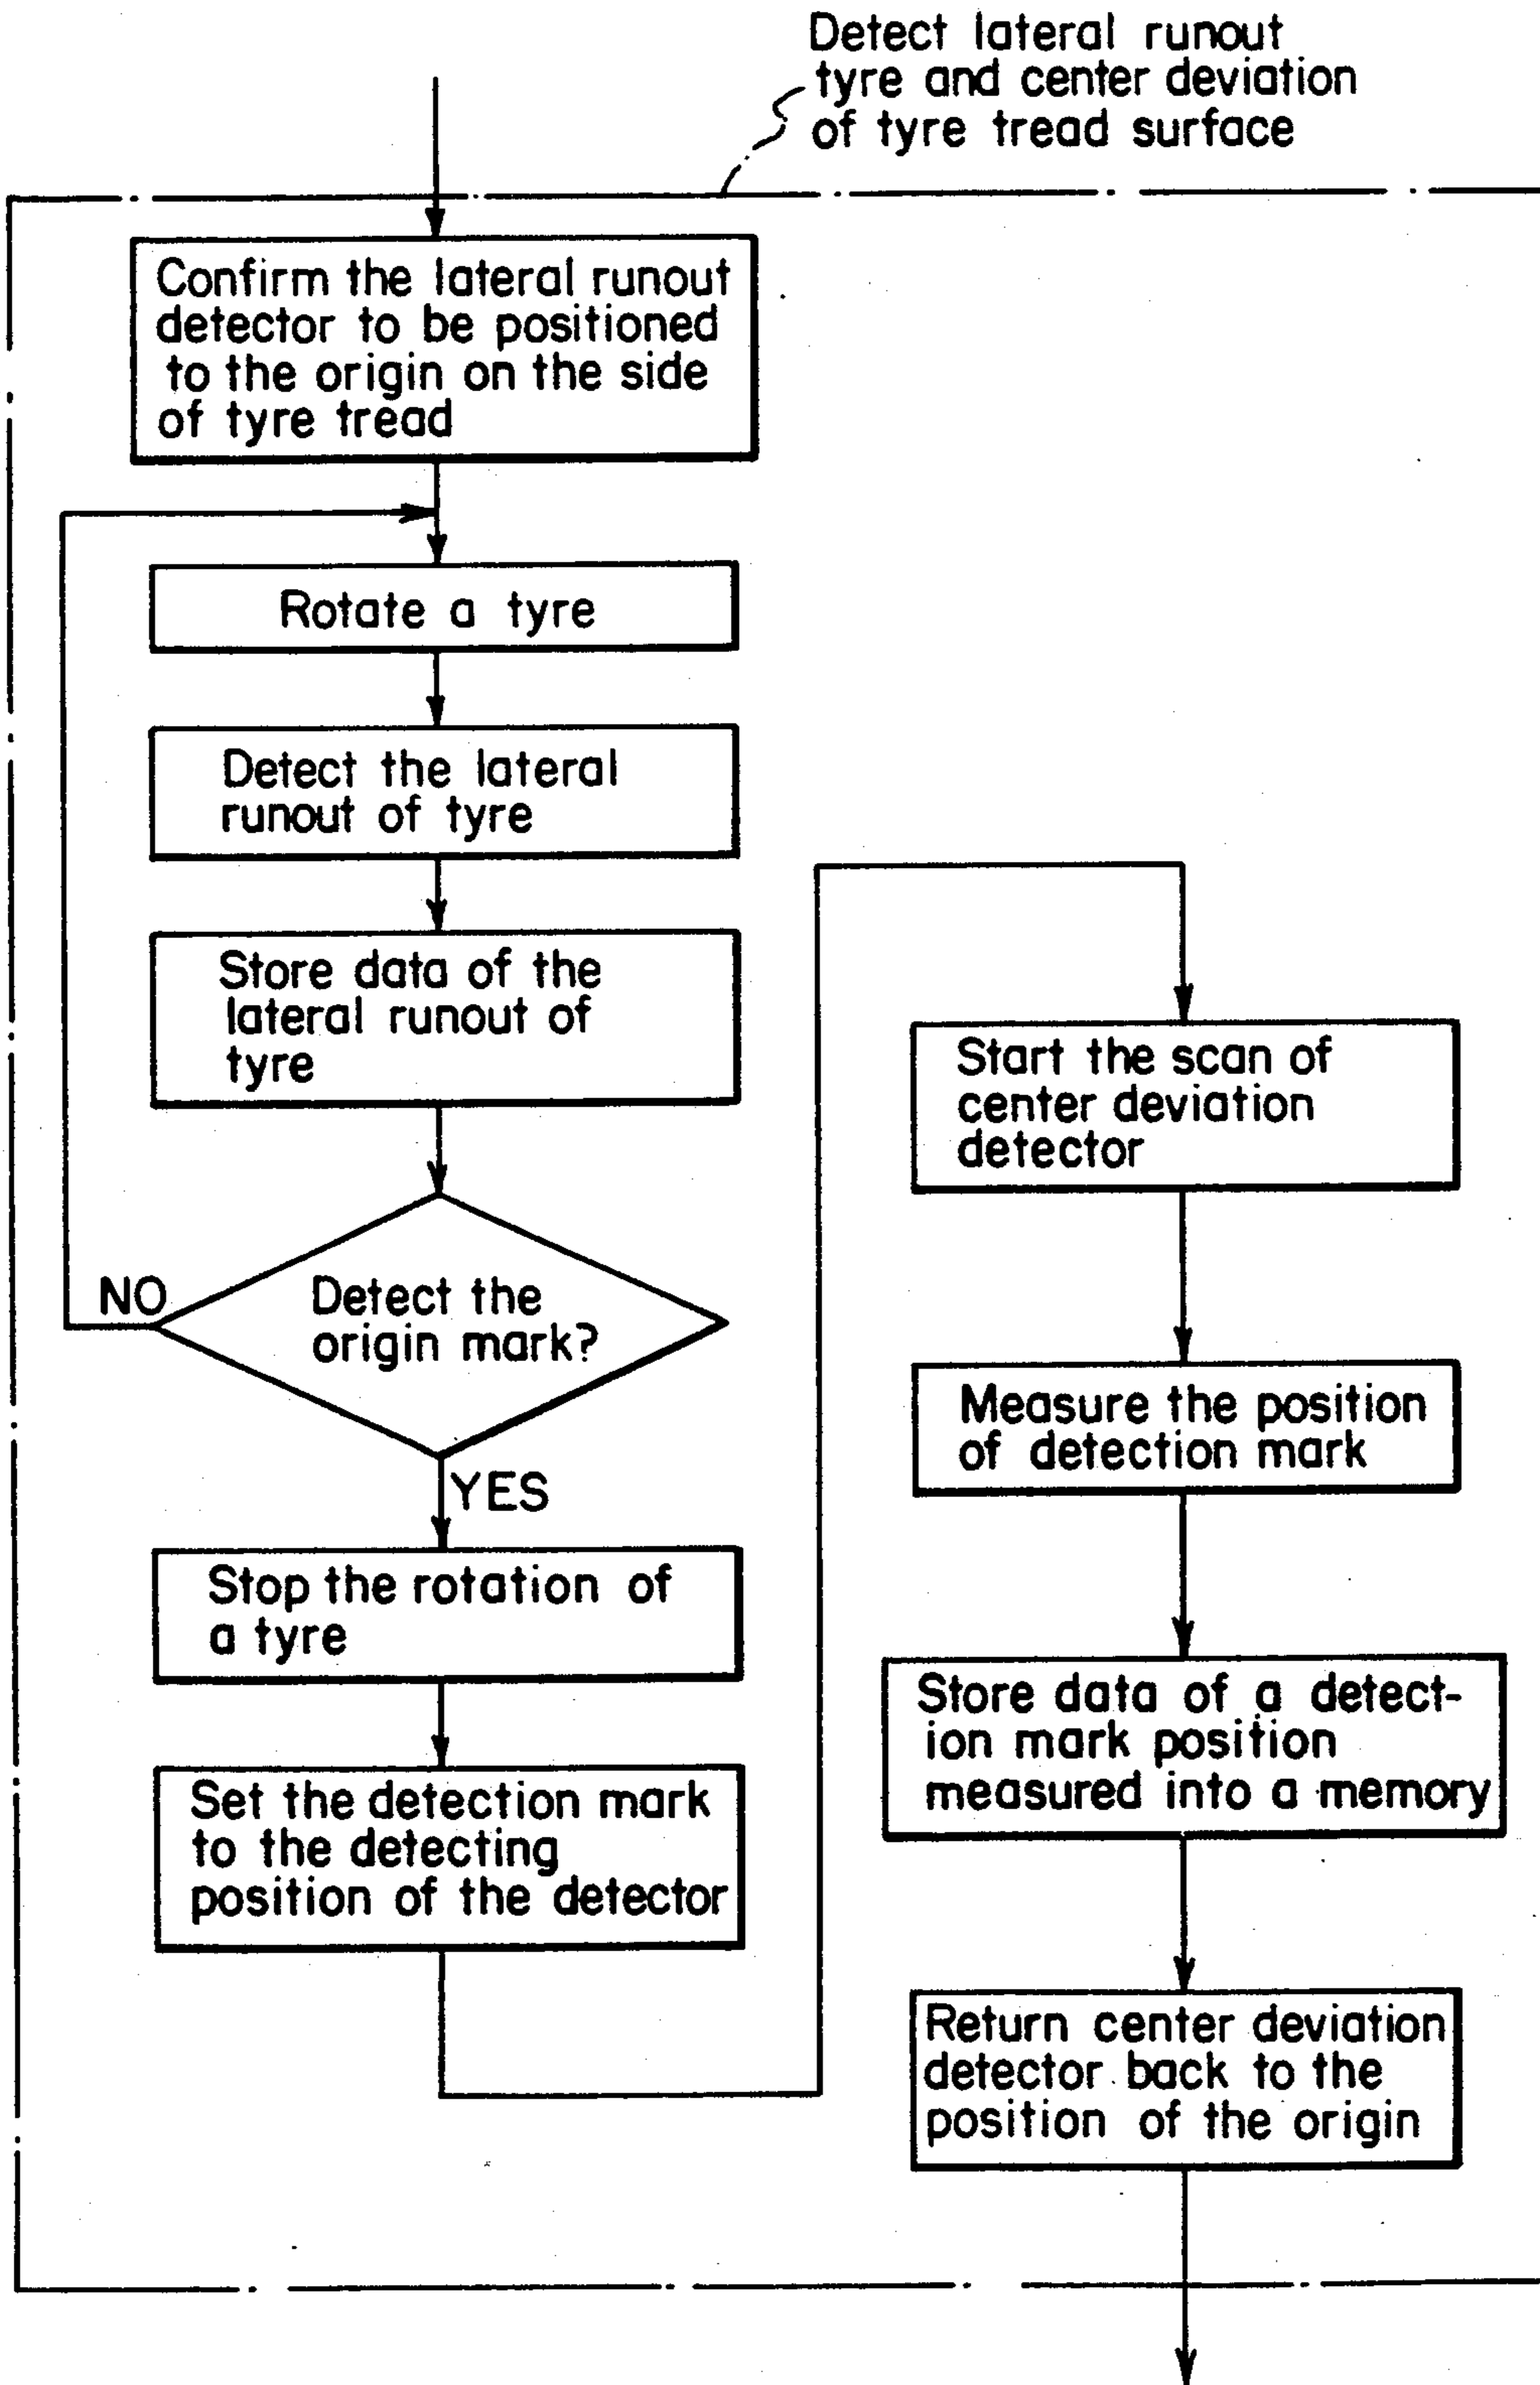 Detect lateral runout
tyre and center deviation
of tyre tread surface
Confirm the lateral runout
detector to be positioned
to the origin on the side
of tyre tread
Rotate a tyre
Detect the lateral
runout of tyre
Store data of the
lateral runout of
tyre
Detect the
origin mark?
NO
YES
Stop the rotation of
a tyre
Set the detection mark
to the detecting
position of the detector
Start the scan of
center deviation
detector
Measure the position
of detection mark
Store data of a detect-
ion mark position
measured into a memory
Return center deviation
detector back to the
position of the origin